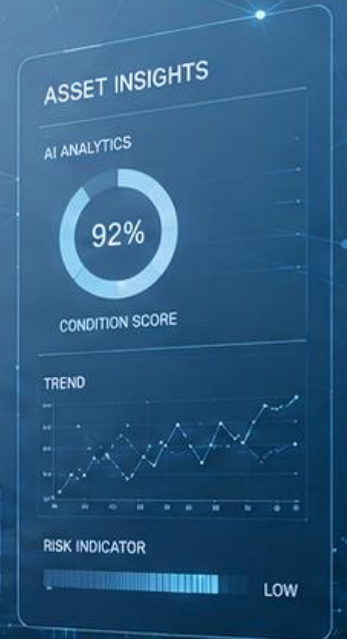 ASSET INSIGHTS
AI ANALYTICS
92%
CONDITION SCORE
TREND
RISK INDICATOR
LOW